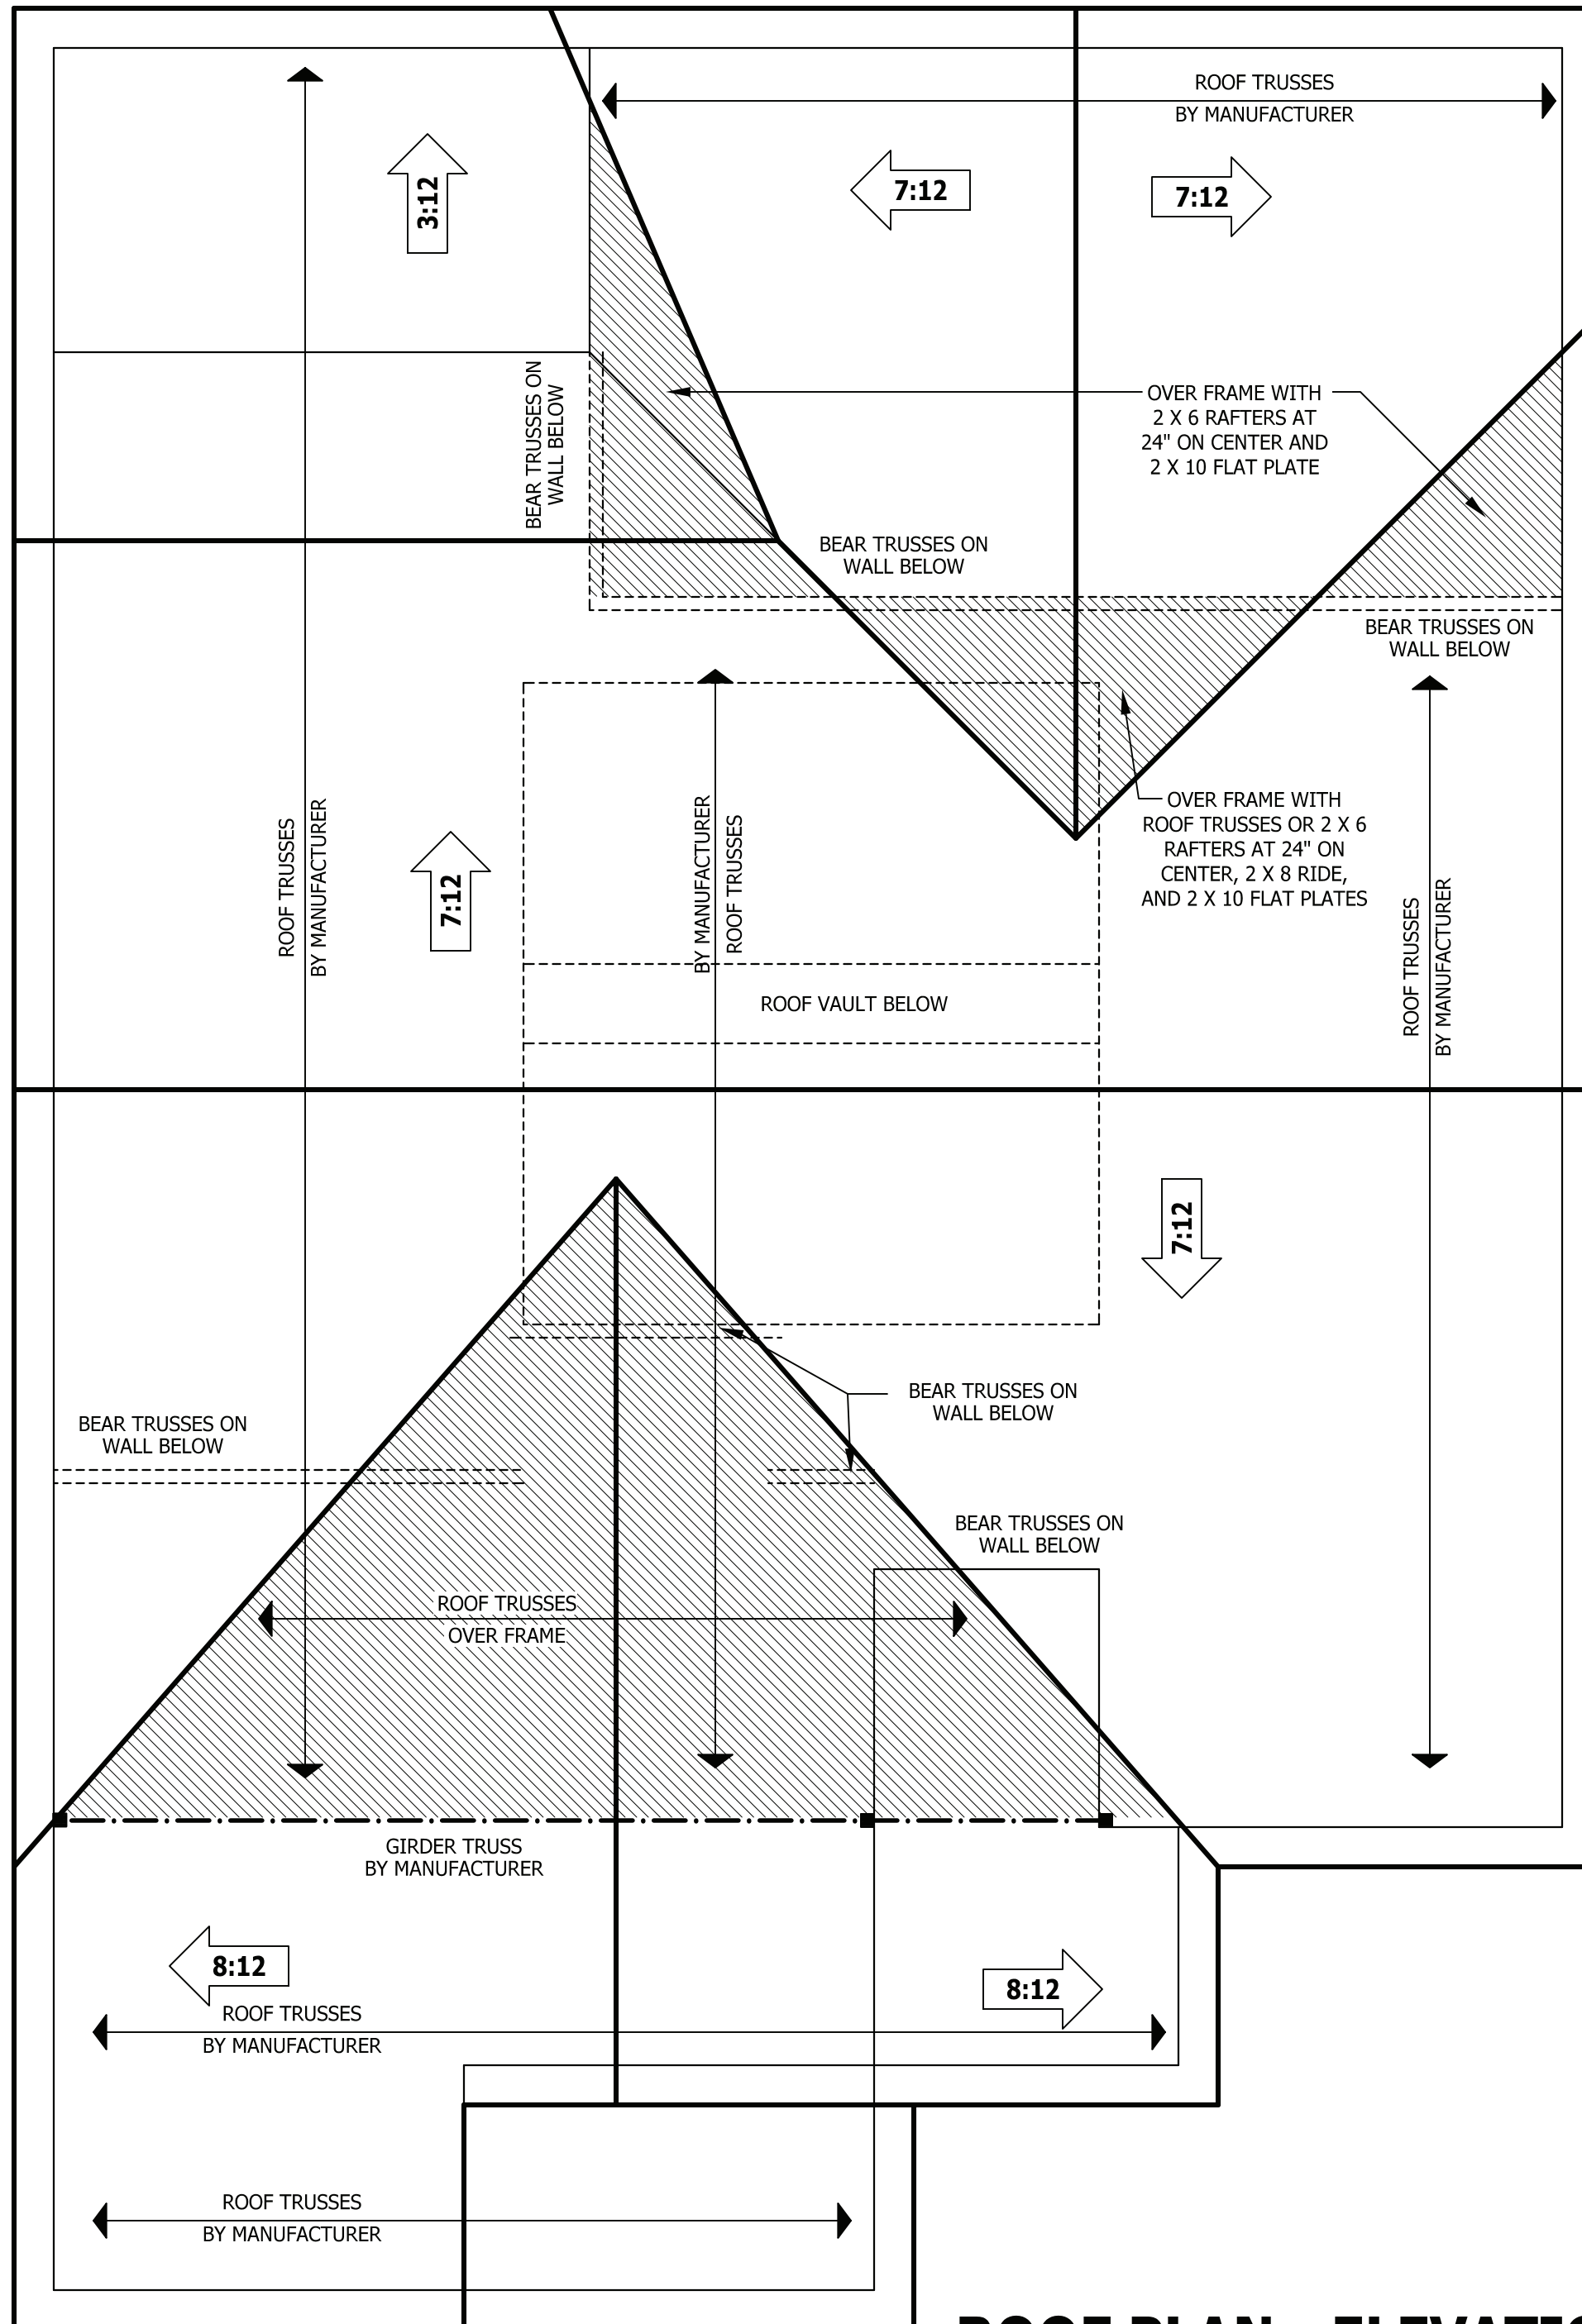 ROOF TRUSSES
BY MANUFACTURER
3:12
7:12
7:12
BEAR TRUSSES ON
WALL BELOW
OVER FRAME WITH
2 X 6 RAFTERS AT
24" ON CENTER AND
2 X 10 FLAT PLATE
BEAR TRUSSES ON
WALL BELOW
BEAR TRUSSES ON
WALL BELOW
OVER FRAME WITH
ROOF TRUSSES OR 2 X 6
RAFTERS AT 24" ON
CENTER, 2 X 8 RIDE,
AND 2 X 10 FLAT PLATES
ROOF TRUSSES
BY MANUFACTURER
7:12
BY MANUFACTURER
ROOF TRUSSES
ROOF TRUSSES
BY MANUFACTURER
ROOF VAULT BELOW
7:12
BEAR TRUSSES ON
WALL BELOW
BEAR TRUSSES ON
WALL BELOW
BEAR TRUSSES ON
WALL BELOW
ROOF TRUSSES
OVER FRAME
GIRDER TRUSS
BY MANUFACTURER
8:12
8:12
ROOF TRUSSES
BY MANUFACTURER
ROOF TRUSSES
BY MANUFACTURER
ROOF PLAN